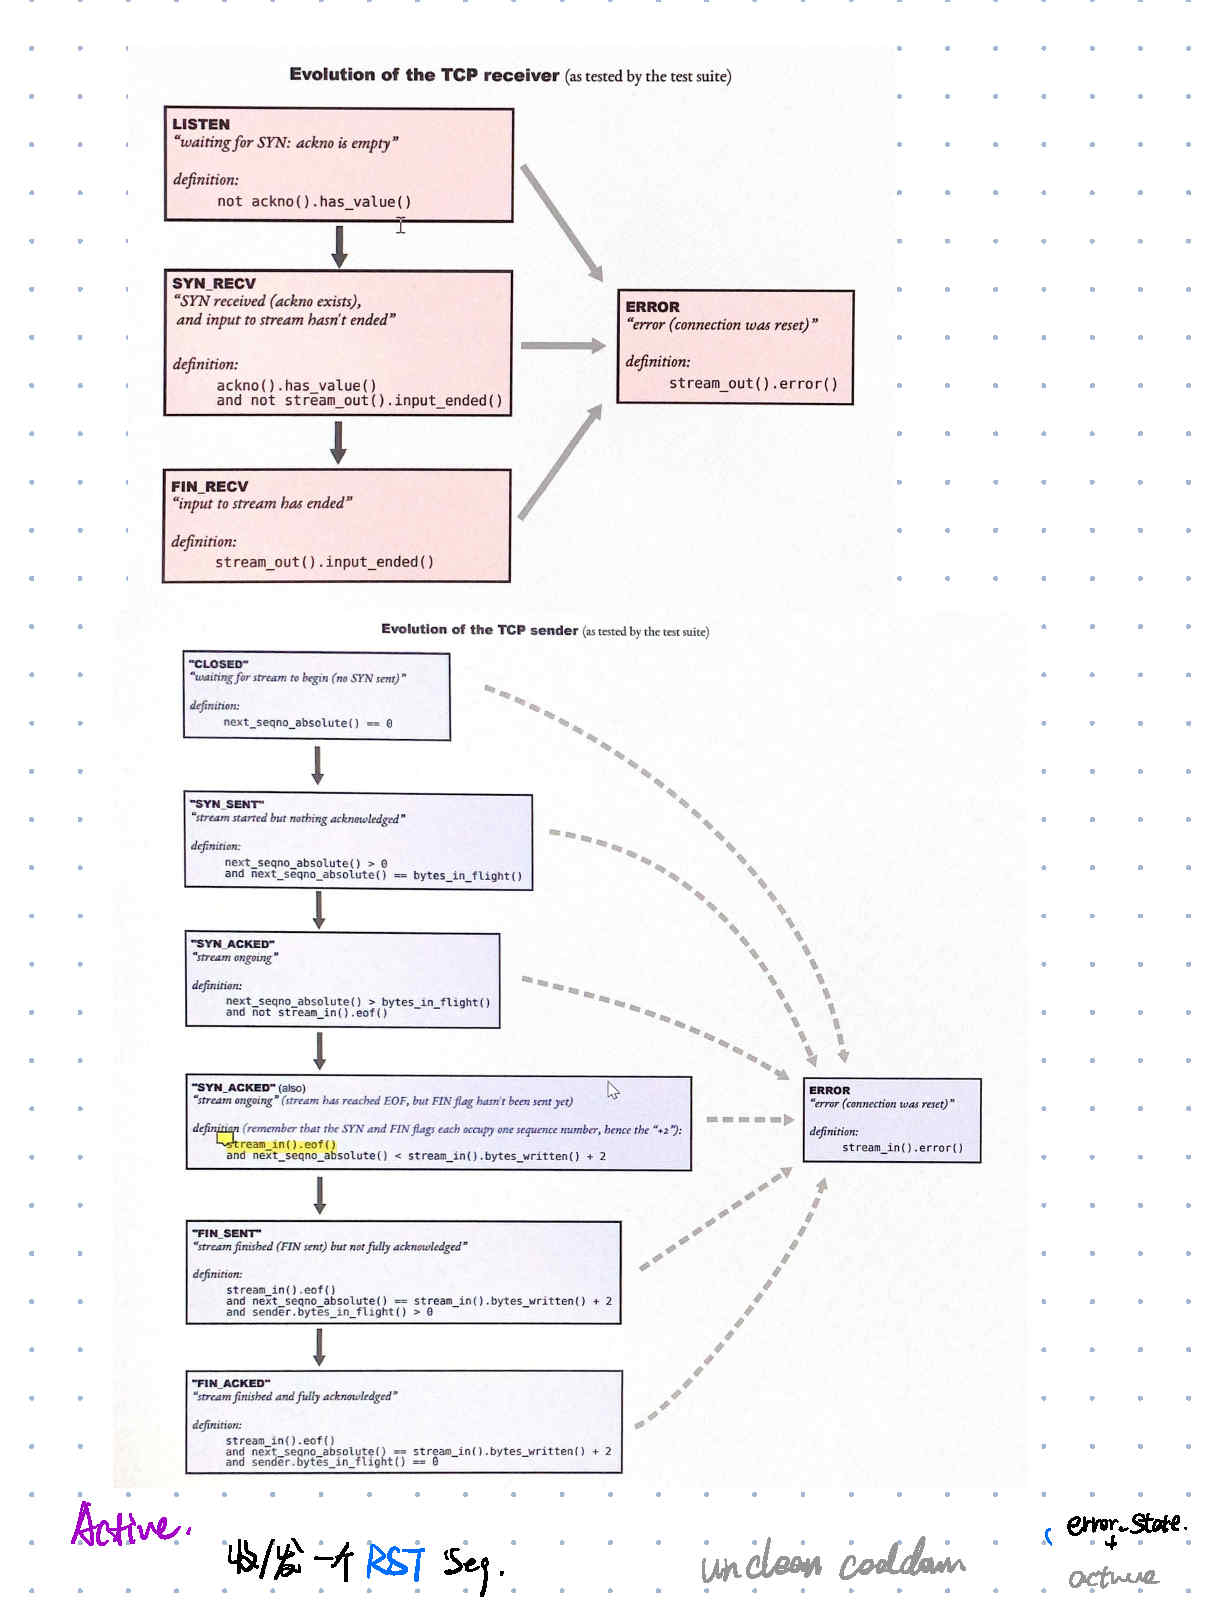 Evolution of the TCP receiver (as tested by the test suite)
LISTEN
“waiting for SYN: ackno is empty”
definition:
not ackno().has_value()
SYN_RECV
“SYN received (ackno exists),
and input to stream hasn't ended”
definition:
ackno().has_value()
and not stream_out().input_ended()
FIN_RECV
“input to stream has ended”
definition:
stream_out().input_ended()
ERROR
“error (connection was reset)”
definition:
stream_out().error()
Evolution of the TCP sender (as tested by the test suite)
"CLOSED"
“waiting for stream to begin (no SYN sent)”
definition:
next_seqno_absolute() == 0
"SYN_SENT"
“stream started but nothing acknowledged”
definition:
next_seqno_absolute() > 0
and next_seqno_absolute() == bytes_in_flight()
"SYN_ACKED"
“stream ongoing”
definition:
next_seqno_absolute() > bytes_in_flight()
and not stream_in().eof()
"SYN_ACKED" (also)
“stream ongoing” (stream has reached EOF, but FIN flag hasn't been sent yet)
definition (remember that the SYN and FIN flags each occupy one sequence number, hence the “+2”):
stream_in().eof()
and next_seqno_absolute() < stream_in().bytes_written() + 2
"FIN_SENT"
“stream finished (FIN sent) but not fully acknowledged”
definition:
stream_in().eof()
and next_seqno_absolute() == stream_in().bytes_written() + 2
and sender.bytes_in_flight() > 0
"FIN_ACKED"
“stream finished and fully acknowledged”
definition:
stream_in().eof()
and next_seqno_absolute() == stream_in().bytes_written() + 2
and sender.bytes_in_flight() == 0
ERROR
“error (connection was reset)”
definition:
stream_in().error()
Active.
收/发一个 RST Seg.
unclean
error_state.
+